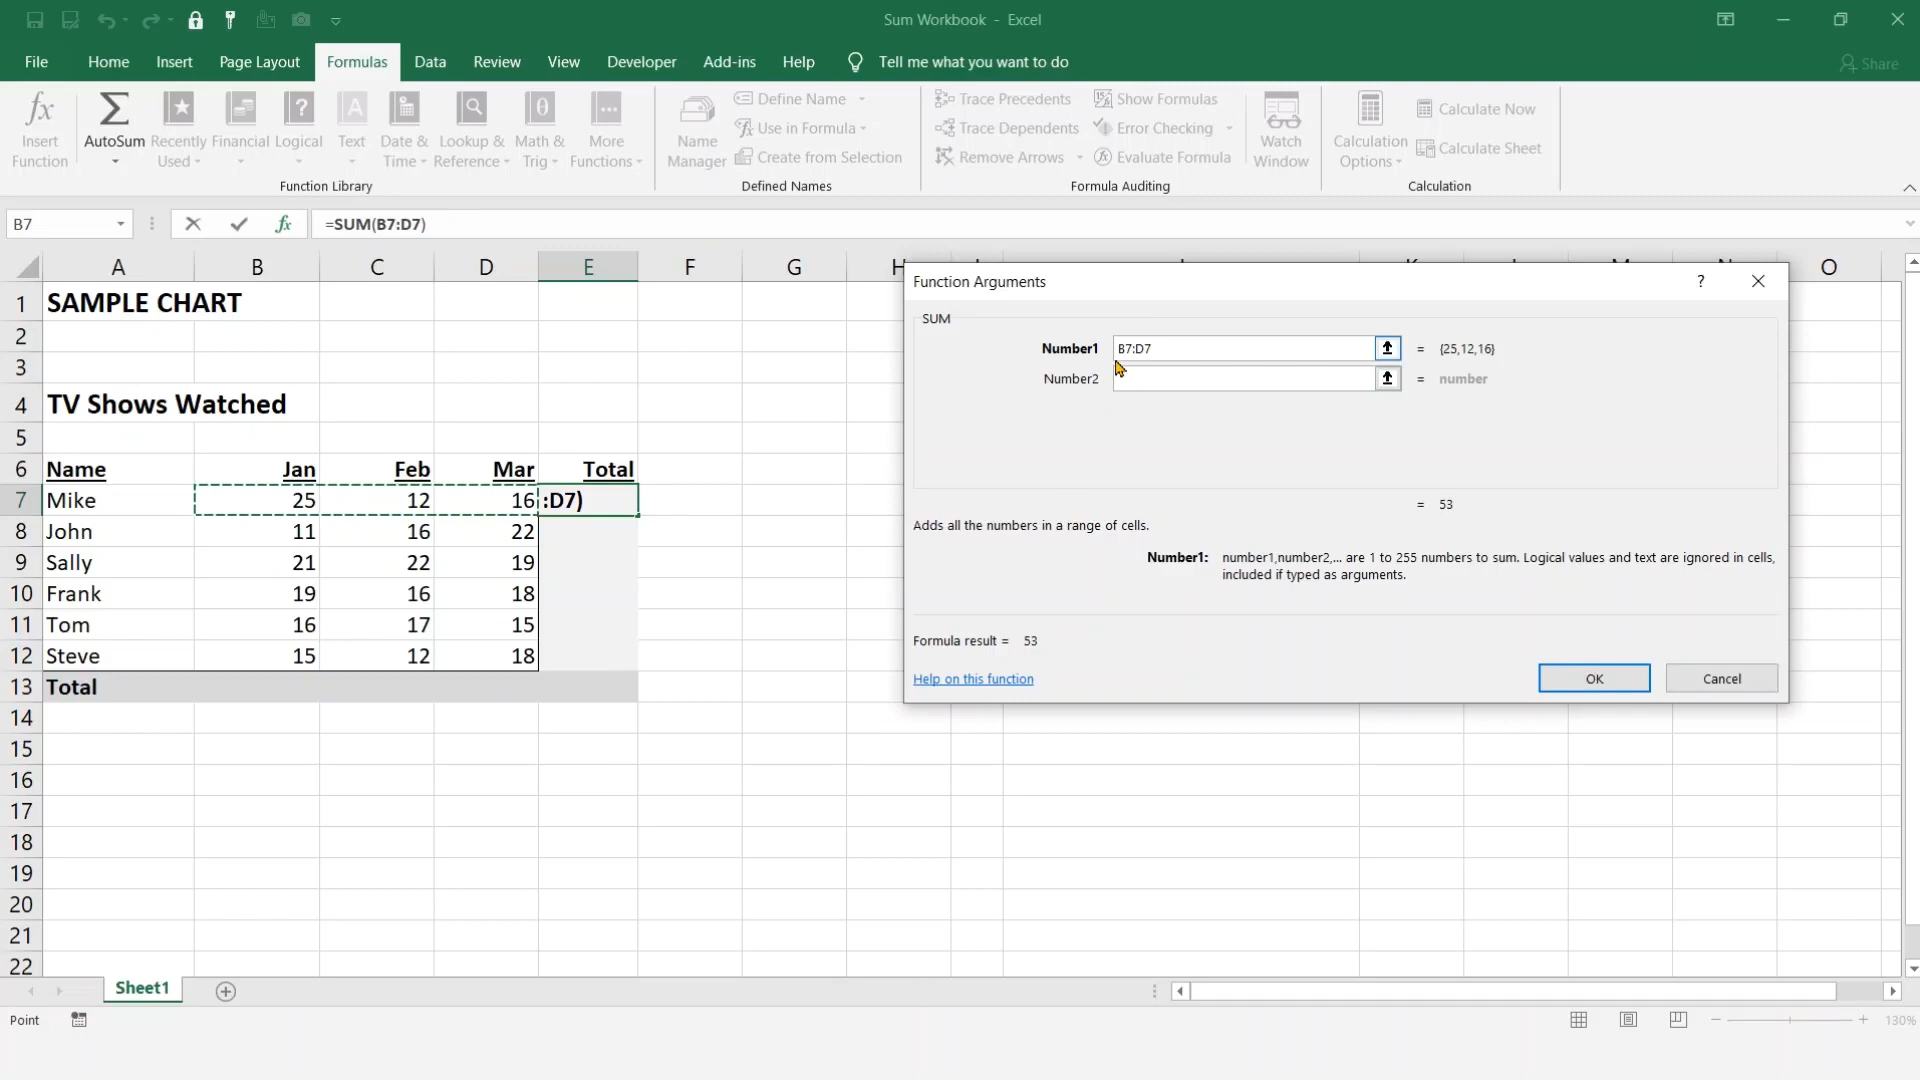 Sum Workbook - Excel
File Home Insert Page Layout Formulas Data Review View Developer Add-ins Help Tell me what you want to do Share
Insert Function
AutoSum
Recently Used
Financial
Logical
Text
Date & Time
Lookup & Reference
Math & Trig
More Functions
Function Library
Name Manager
Define Name
Use in Formula
Create from Selection
Defined Names
Trace Precedents
Trace Dependents
Remove Arrows
Show Formulas
Error Checking
Evaluate Formula
Formula Auditing
Watch Window
Calculation Options
Calculate Now
Calculate Sheet
Calculation
B7 fx =SUM(B7:D7)
A B C D E F G H O
1 SAMPLE CHART
2
3
4 TV Shows Watched
5
6 Name Jan Feb Mar Total
7 Mike 25 12 16 :D7)
8 John 11 16 22
9 Sally 21 22 19
10 Frank 19 16 18
11 Tom 16 17 15
12 Steve 15 12 18
13 Total
14
15
16
17
18
19
20
21
22
Function Arguments ?
SUM
Number1 B7:D7 = {25,12,16}
Number2 = number
= 53
Adds all the numbers in a range of cells.
Number1: number1,number2,... are 1 to 255 numbers to sum. Logical values and text are ignored in cells,
included if typed as arguments.
Formula result = 53
Help on this function OK Cancel
Sheet1
Point 130%